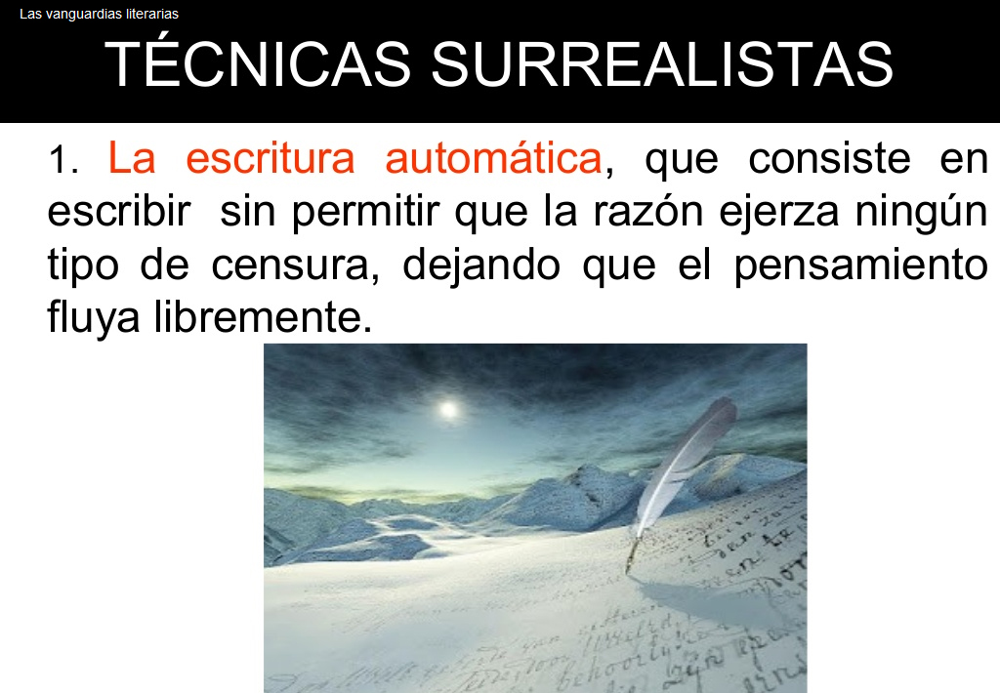 Las vanguardias literarias
TÉCNICAS SURREALISTAS
1. La escritura automática, que consiste en
escribir sin permitir que la razón ejerza ningún
tipo de censura, dejando que el pensamiento
fluya libremente.